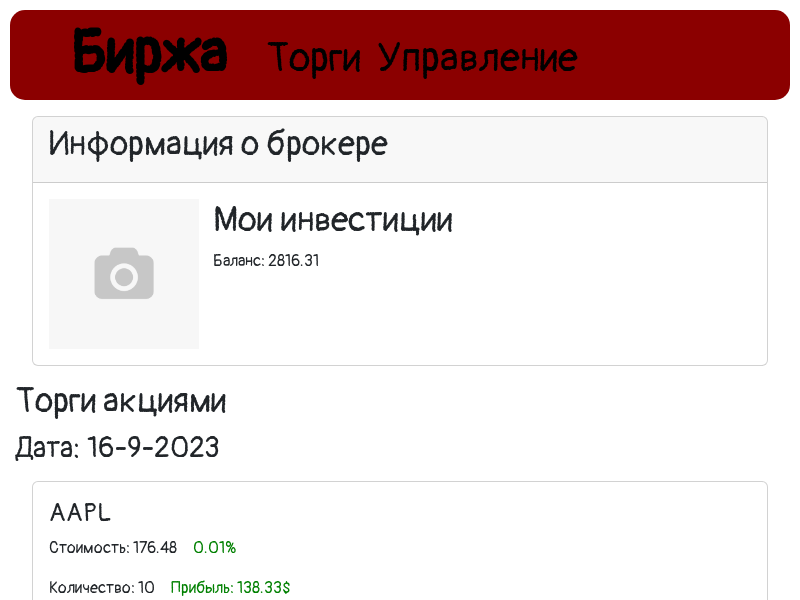 Биржа Торги Управление
Информация о брокере
Мои инвестиции
Баланс: 2816.31
Торги акциями
Дата: 16-9-2023
AAPL
Стоимость: 176.48 0.01%
Количество: 10 Прибыль: 138.33$